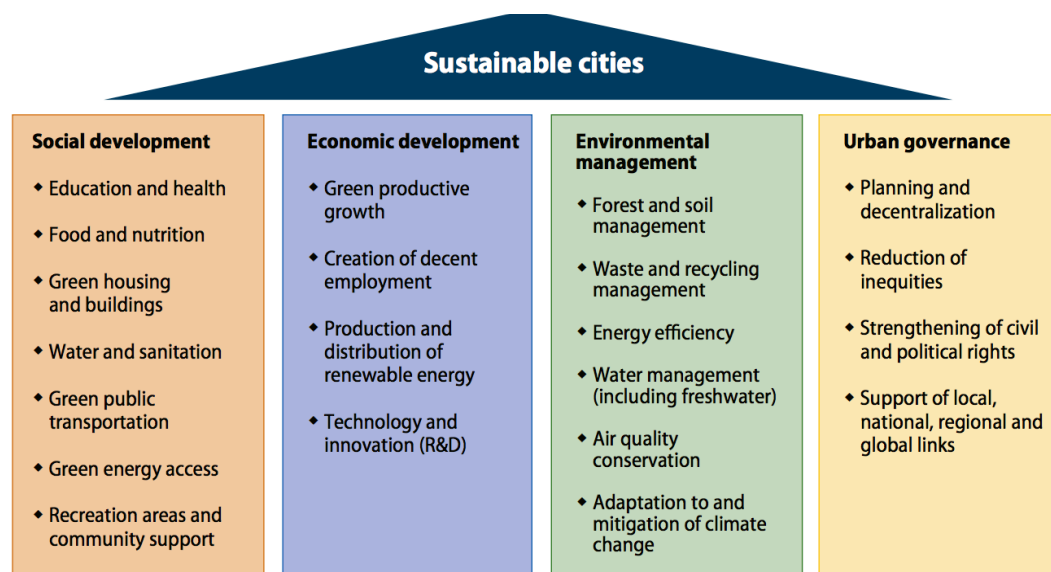 Sustainable cities
Social development
◆ Education and health
◆ Food and nutrition
◆ Green housing
and buildings
◆ Water and sanitation
◆ Green public
transportation
◆ Green energy access
◆ Recreation areas and
community support
Economic development
◆ Green productive
growth
◆ Creation of decent
employment
◆ Production and
distribution of
renewable energy
◆ Technology and
innovation (R&D)
Environmental
management
◆ Forest and soil
management
◆ Waste and recycling
management
◆ Energy efficiency
◆ Water management
(including freshwater)
◆ Air quality
conservation
◆ Adaptation to and
mitigation of climate
change
Urban governance
◆ Planning and
decentralization
◆ Reduction of
inequities
◆ Strengthening of civil
and political rights
◆ Support of local,
national, regional and
global links